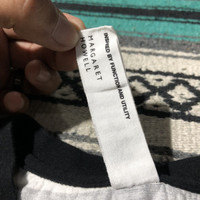 MARGARET
HOWELL
INSPIRED BY FUNCTION AND UTILITY